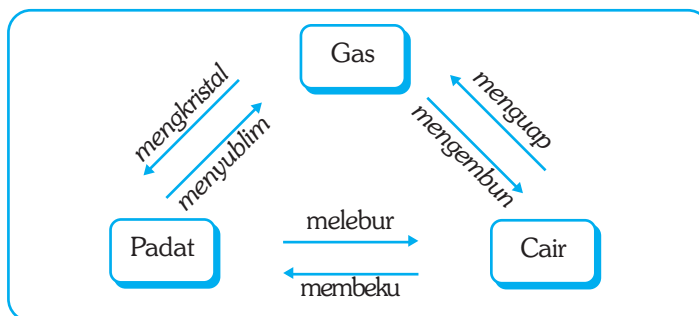 Gas
mengkristal
menyublim
menguap
mengembun
Padat
melebur
Cair
membeku